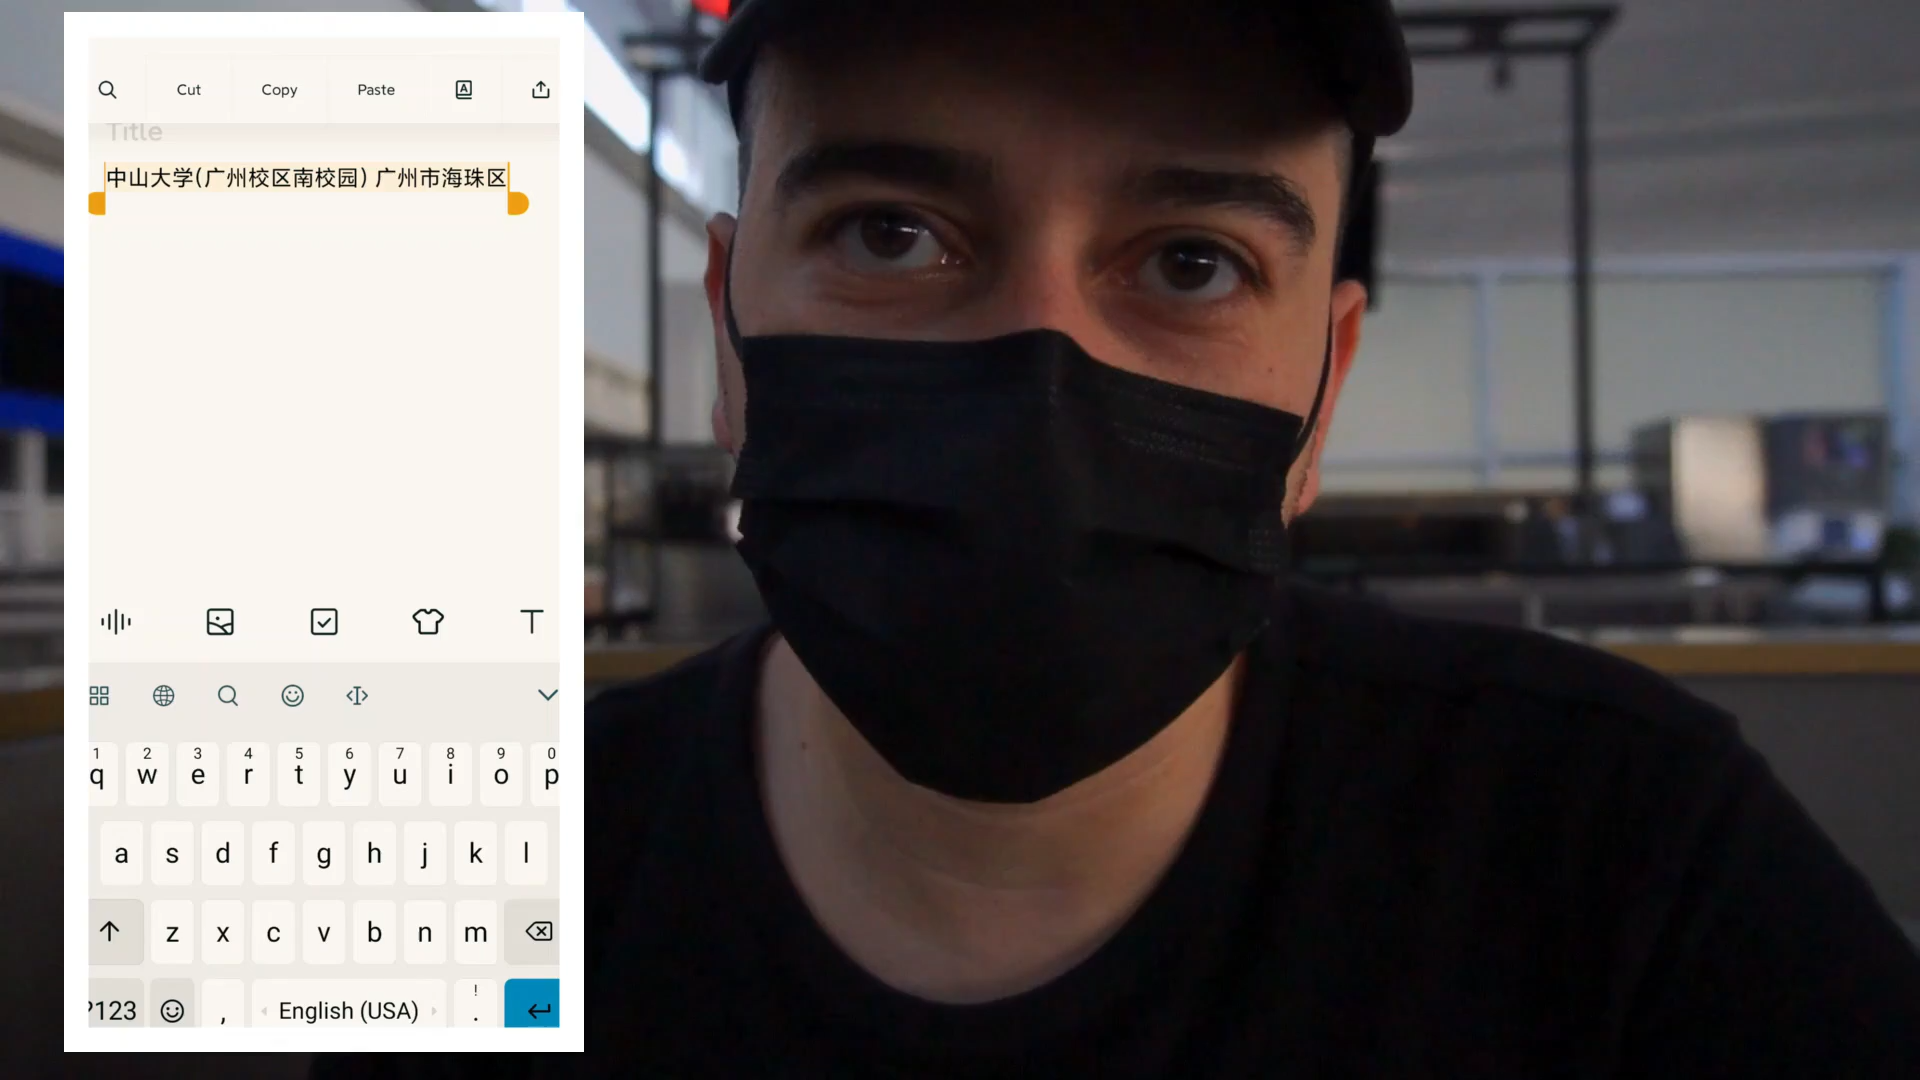 Cut Copy Paste
Title
中山大学(广州校区南校园) 广州市海珠区
1 2 3 4 5 6 7 8 9 0
q w e r t y u i o p
a s d f g h j k l
z x c v b n m
?123 , English (USA) ! .